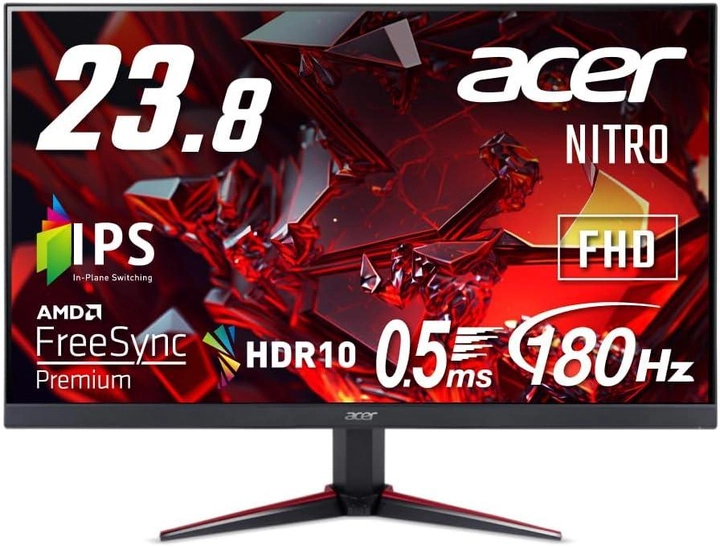 23.8
acer
NITRO
IPS
In-Plane Switching
FHD
AMD
FreeSync
Premium
HDR10
0.5ms
180Hz
acer